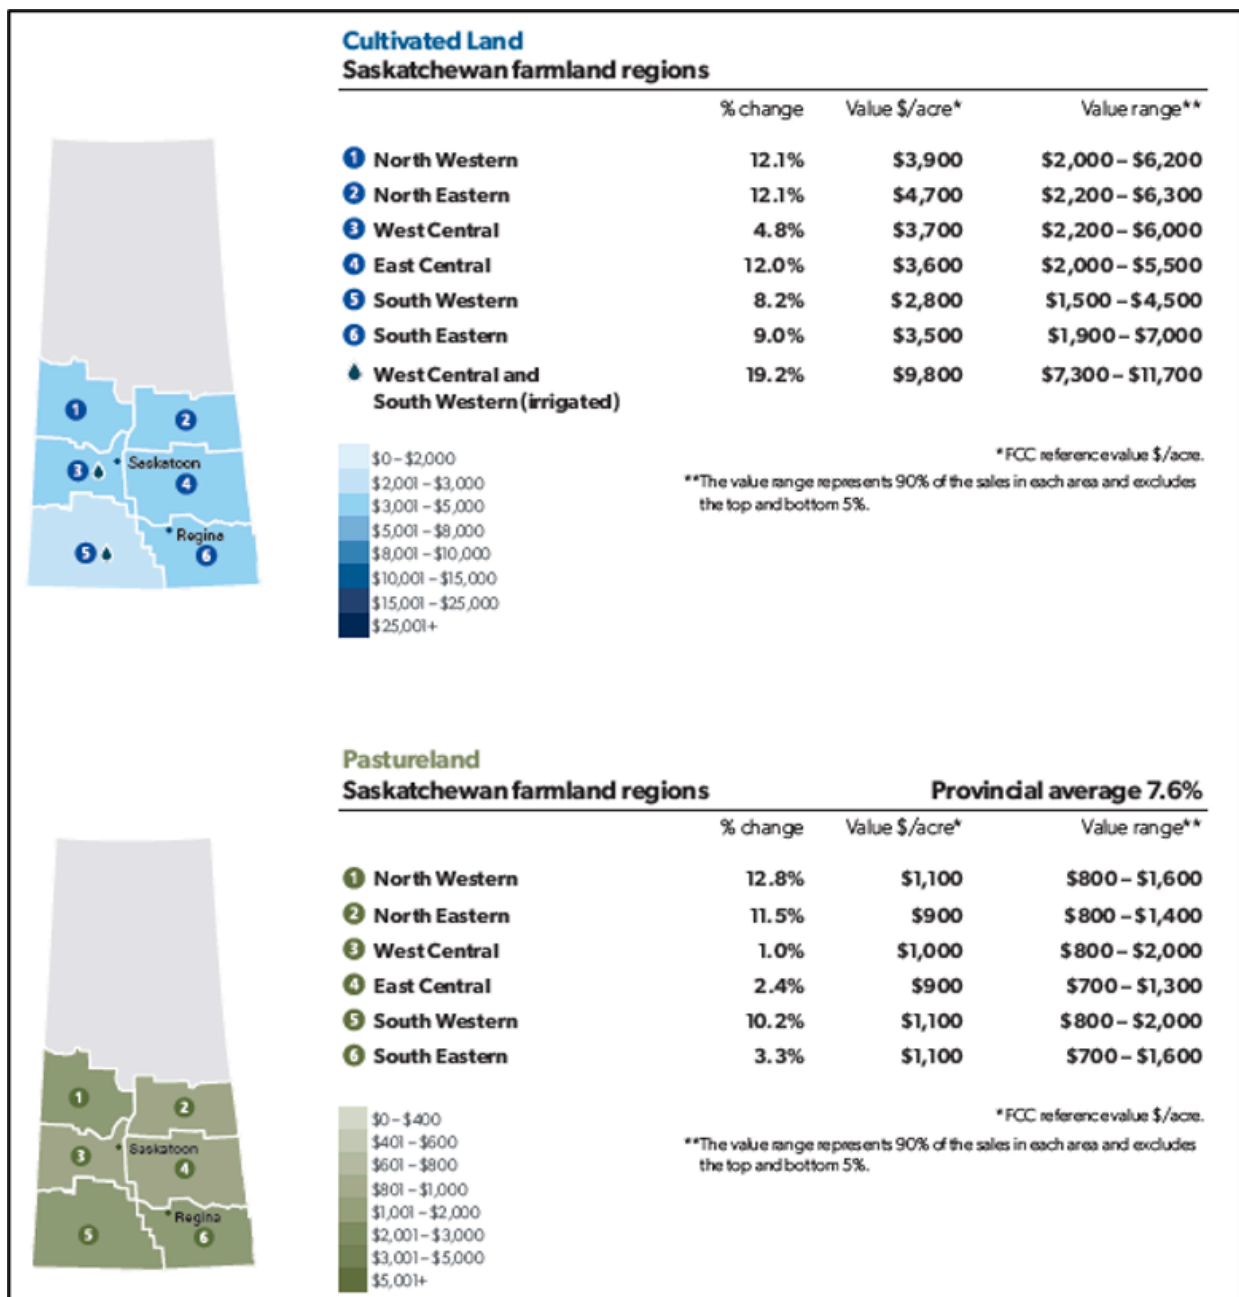 Cultivated Land
Saskatchewan farmland regions
% change Value $/acre* Value range**
1 North Western 12.1% $3,900 $2,000 – $6,200
2 North Eastern 12.1% $4,700 $2,200 – $6,300
3 West Central 4.8% $3,700 $2,200 – $6,000
4 East Central 12.0% $3,600 $2,000 – $5,500
5 South Western 8.2% $2,800 $1,500 – $4,500
6 South Eastern 9.0% $3,500 $1,900 – $7,000
West Central and 19.2% $9,800 $7,300 – $11,700
South Western (irrigated)
1
2
3
Saskatoon
4
Regina
5
6
$0 – $2,000
$2,001 – $3,000
$3,001 – $5,000
$5,001 – $8,000
$8,001 – $10,000
$10,001 – $15,000
$15,001 – $25,000
$25,001+
*FCC reference value $/acre.
**The value range represents 90% of the sales in each area and excludes
the top and bottom 5%.
Pastureland
Saskatchewan farmland regions Provincial average 7.6%
% change Value $/acre* Value range**
1 North Western 12.8% $1,100 $800 – $1,600
2 North Eastern 11.5% $900 $800 – $1,400
3 West Central 1.0% $1,000 $800 – $2,000
4 East Central 2.4% $900 $700 – $1,300
5 South Western 10.2% $1,100 $800 – $2,000
6 South Eastern 3.3% $1,100 $700 – $1,600
1
2
3
Saskatoon
4
Regina
5
6
$0 – $400
$401 – $600
$601 – $800
$801 – $1,000
$1,001 – $2,000
$2,001 – $3,000
$3,001 – $5,000
$5,001+
*FCC reference value $/acre.
**The value range represents 90% of the sales in each area and excludes
the top and bottom 5%.